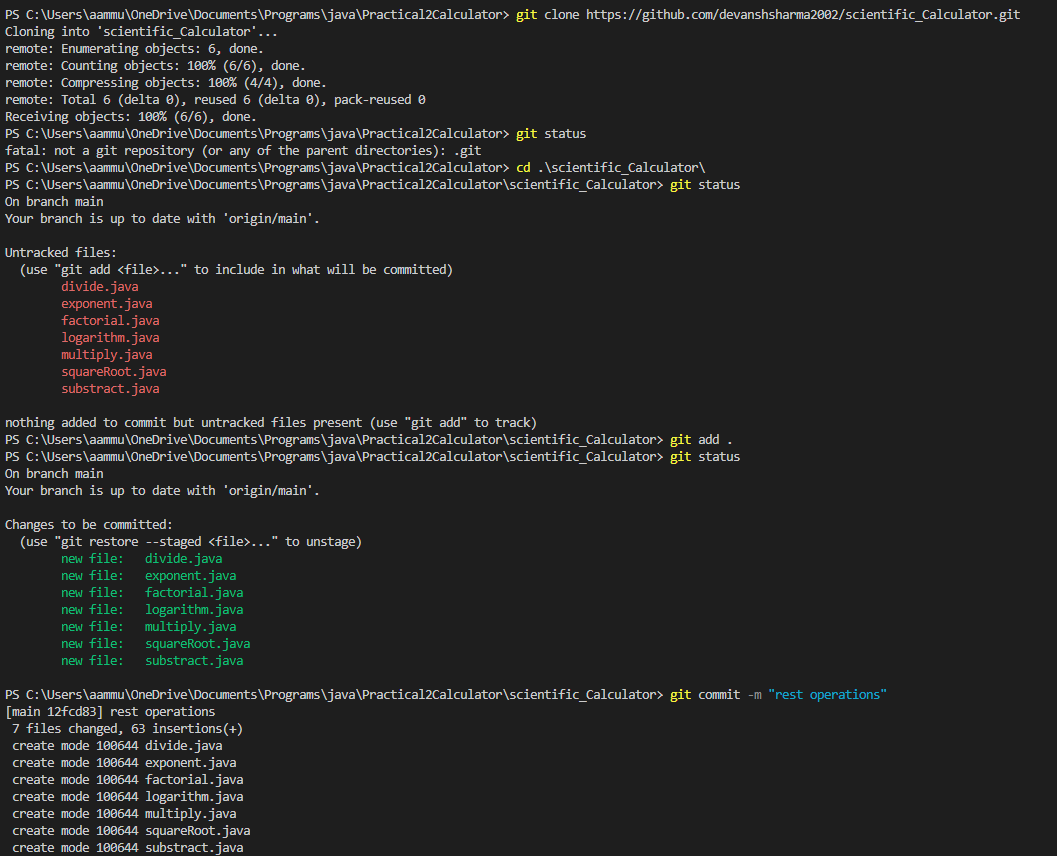 PS C:\Users\aammu\OneDrive\Documents\Programs\java\Practical2Calculator> git clone https://github.com/devanshsharma2002/scientific_Calculator.git
Cloning into 'scientific_Calculator'...
remote: Enumerating objects: 6, done.
remote: Counting objects: 100% (6/6), done.
remote: Compressing objects: 100% (4/4), done.
remote: Total 6 (delta 0), reused 6 (delta 0), pack-reused 0
Receiving objects: 100% (6/6), done.
PS C:\Users\aammu\OneDrive\Documents\Programs\java\Practical2Calculator> git status
fatal: not a git repository (or any of the parent directories): .git
PS C:\Users\aammu\OneDrive\Documents\Programs\java\Practical2Calculator> cd .\scientific_Calculator\
PS C:\Users\aammu\OneDrive\Documents\Programs\java\Practical2Calculator\scientific_Calculator> git status
On branch main
Your branch is up to date with 'origin/main'.

Untracked files:
  (use "git add <file>..." to include in what will be committed)
        divide.java
        exponent.java
        factorial.java
        logarithm.java
        multiply.java
        squareRoot.java
        substract.java

nothing added to commit but untracked files present (use "git add" to track)
PS C:\Users\aammu\OneDrive\Documents\Programs\java\Practical2Calculator\scientific_Calculator> git add .
PS C:\Users\aammu\OneDrive\Documents\Programs\java\Practical2Calculator\scientific_Calculator> git status
On branch main
Your branch is up to date with 'origin/main'.

Changes to be committed:
  (use "git restore --staged <file>..." to unstage)
        new file:   divide.java
        new file:   exponent.java
        new file:   factorial.java
        new file:   logarithm.java
        new file:   multiply.java
        new file:   squareRoot.java
        new file:   substract.java

PS C:\Users\aammu\OneDrive\Documents\Programs\java\Practical2Calculator\scientific_Calculator> git commit -m "rest operations"
[main 12fcd83] rest operations
 7 files changed, 63 insertions(+)
 create mode 100644 divide.java
 create mode 100644 exponent.java
 create mode 100644 factorial.java
 create mode 100644 logarithm.java
 create mode 100644 multiply.java
 create mode 100644 squareRoot.java
 create mode 100644 substract.java